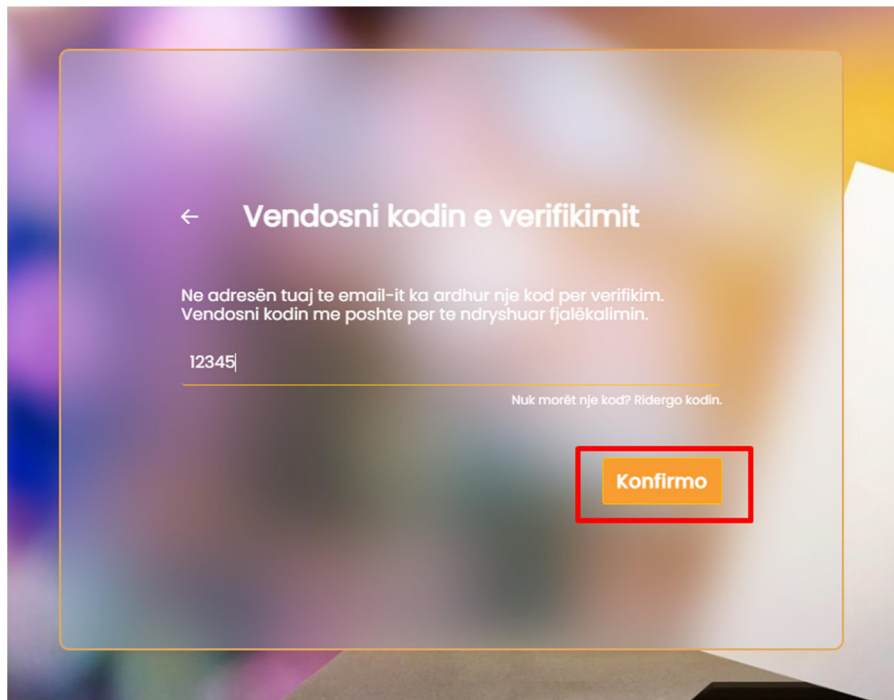 ← Vendosni kodin e verifikimit
Ne adresën tuaj te email-it ka ardhur nje kod per verifikim.
Vendosni kodin me poshte per te ndryshuar fjalëkalimin.
12345
Nuk morët nje kod? Ridergo kodin.
Konfirmo